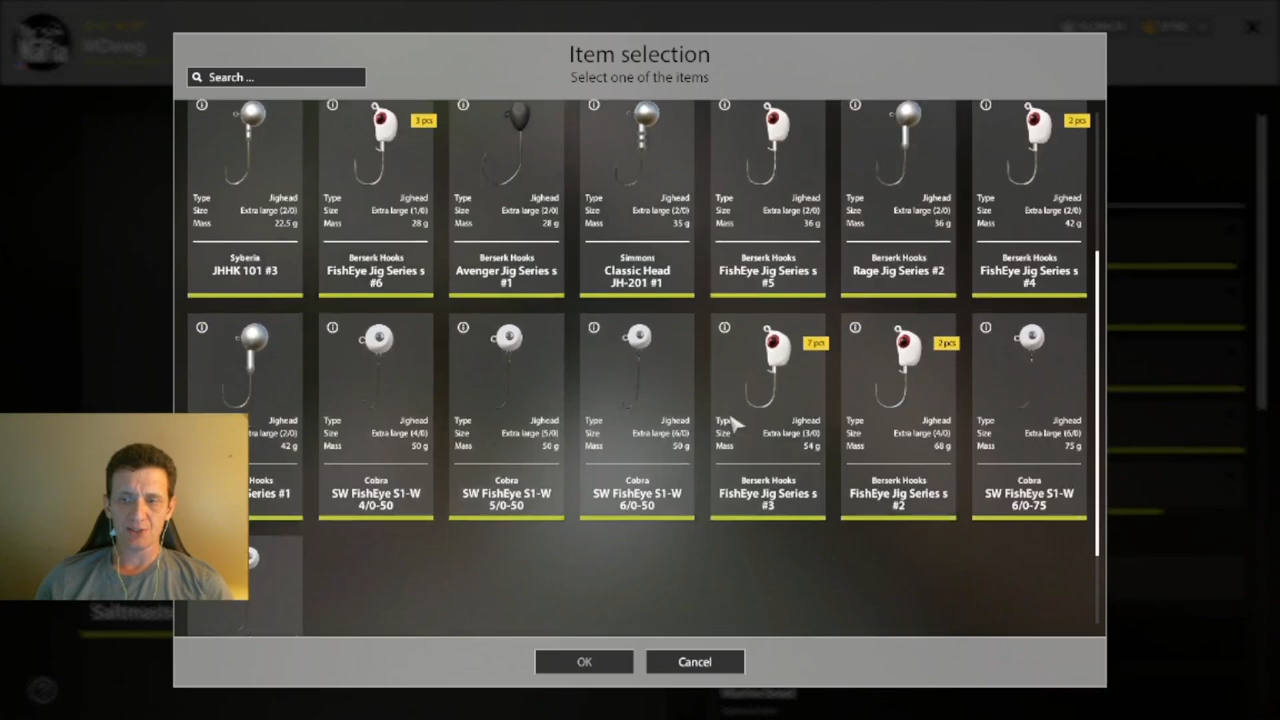 Item selection
Search ...
Select one of the items
3 pcs
2 pcs
Type Jighead
Size Extra large (2/0)
Mass 22.5 g
Syberia
JHHK 101 #3
Type Jighead
Size Extra large (1/0)
Mass 28 g
Berserk Hooks
FishEye Jig Series s
#6
Type Jighead
Size Extra large (2/0)
Mass 28 g
Berserk Hooks
Avenger Jig Series s
#1
Type Jighead
Size Extra large (2/0)
Mass 35 g
Simmons
Classic Head
JH-201 #1
Type Jighead
Size Extra large (2/0)
Mass 36 g
Berserk Hooks
FishEye Jig Series s
#5
Type Jighead
Size Extra large (2/0)
Mass 36 g
Berserk Hooks
Rage Jig Series #2
Type Jighead
Size Extra large (2/0)
Mass 42 g
Berserk Hooks
FishEye Jig Series s
#4
7 pcs
2 pcs
Jighead
tra large (2/0)
42 g
Hooks
Series #1
Type Jighead
Size Extra large (4/0)
Mass 50 g
Cobra
SW FishEye S1-W
4/0-50
Type Jighead
Size Extra large (5/0)
Mass 50 g
Cobra
SW FishEye S1-W
5/0-50
Type Jighead
Size Extra large (6/0)
Mass 50 g
Cobra
SW FishEye S1-W
6/0-50
Type Jighead
Size Extra large (3/0)
Mass 54 g
Berserk Hooks
FishEye Jig Series s
#3
Type Jighead
Size Extra large (4/0)
Mass 68 g
Berserk Hooks
FishEye Jig Series s
#2
Type Jighead
Size Extra large (6/0)
Mass 75 g
Cobra
SW FishEye S1-W
6/0-75
OK
Cancel